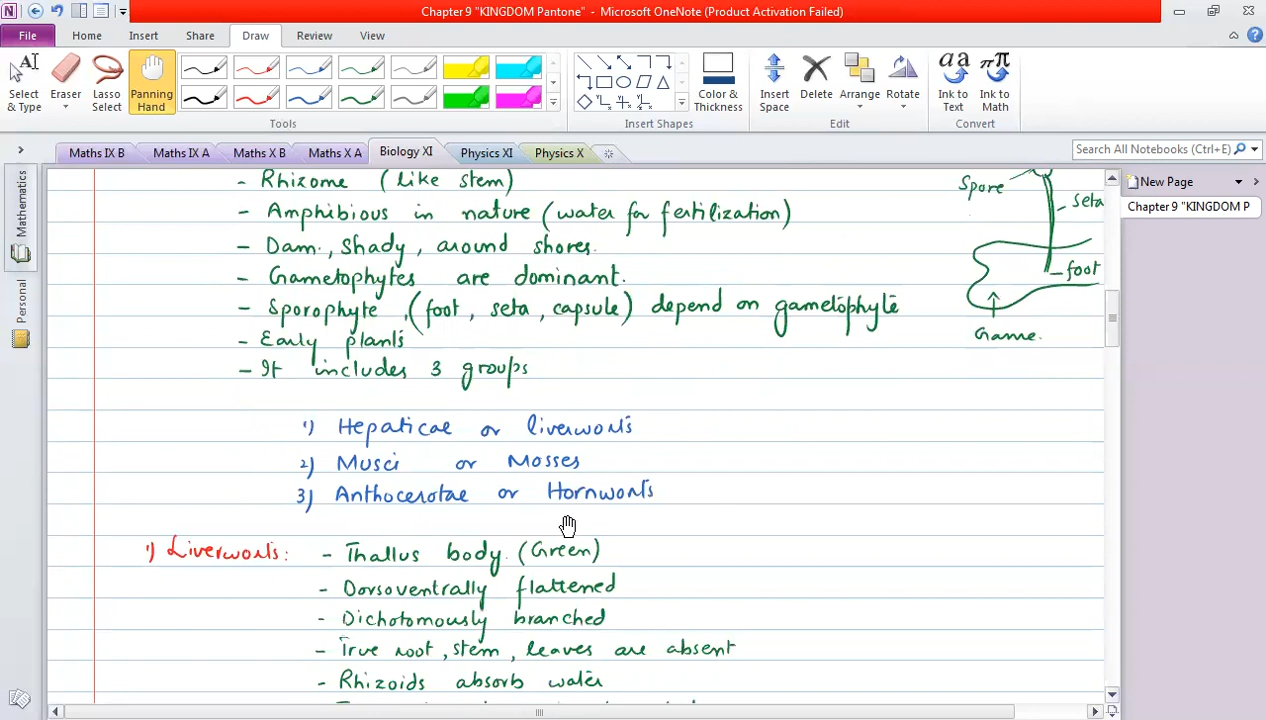 Chapter 9 "KINGDOM Pantone" - Microsoft OneNote (Product Activation Failed)
File Home Insert Share Draw Review View
Select & Type
Eraser
Lasso Select
Panning Hand
Color & Thickness
Insert Space
Delete
Arrange
Rotate
Ink to Text
Ink to Math
Tools
Insert Shapes
Edit
Convert
Maths IX B Maths IX A Maths X B Maths X A Biology XI Physics XI Physics X
Search All Notebooks (Ctrl+E)
Mathematics
Personal
New Page
Chapter 9 "KINGDOM P
- Rhizome (like stem)
- Amphibious in nature (water for fertilization)
- Dam., Shady, around shores.
- Gametophytes are dominant.
- Sporophyte, (foot, seta, capsule) depend on gametophyte
- Early plants
- It includes 3 groups
Spore
- seta
- foot
Game.
1) Hepaticae or liverworts
2) Musci or Mosses
3) Anthocerotae or Hornworts
1) Liverworts: - Thallus body. (Green)
- Dorsoventrally flattened
- Dichotomously branched
- True root, stem, leaves are absent
- Rhizoids absorb water